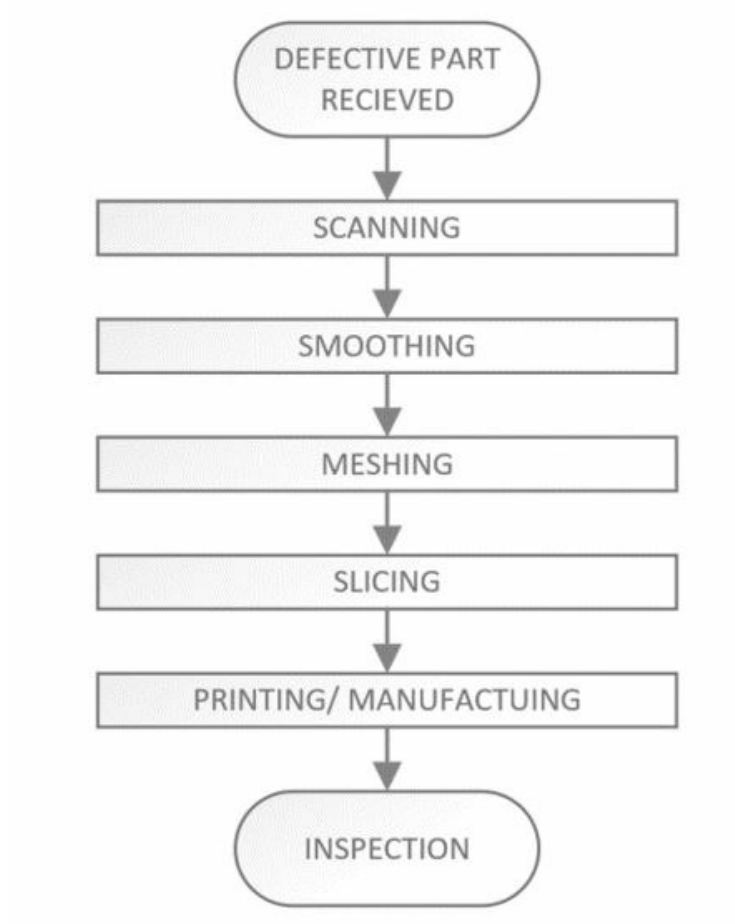 DEFECTIVE PART
RECIEVED
SCANNING
SMOOTHING
MESHING
SLICING
PRINTING/ MANUFACTUING
INSPECTION